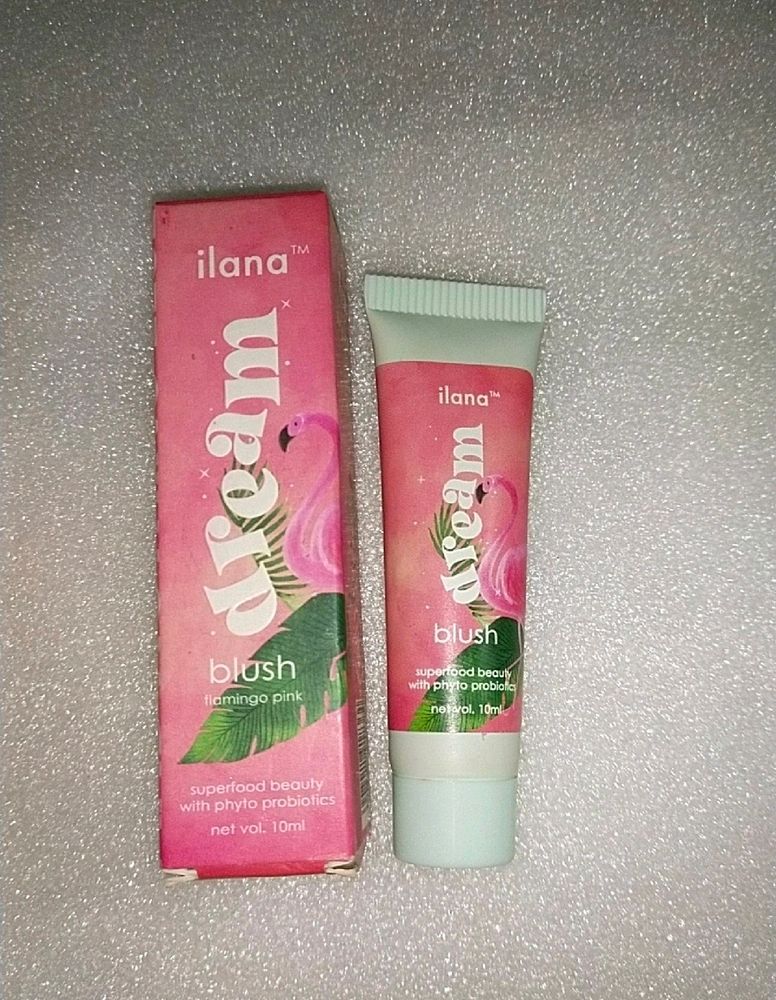 ilana™
dream
blush
flamingo pink
superfood beauty
with phyto probiotics
net vol. 10ml
ilana™
dream
blush
superfood beauty
with phyto probiotics
net vol. 10ml